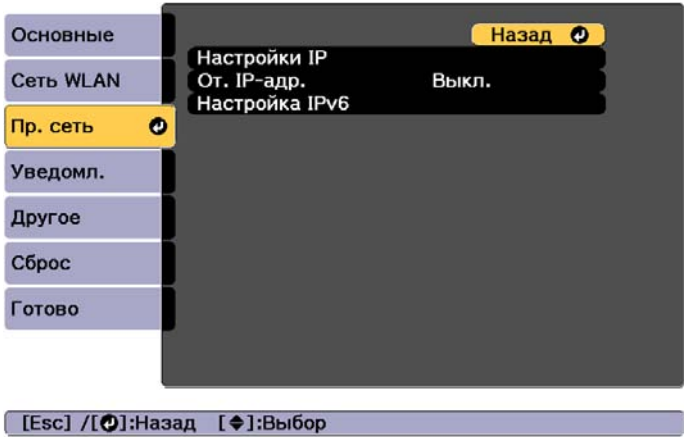 Основные
Сеть WLAN
Пр. сеть
Уведомл.
Другое
Сброс
Готово
Назад
Настройки IP
От. IP-адр. Выкл.
Настройка IPv6
[Esc] /[⏎]:Назад [◆]:Выбор